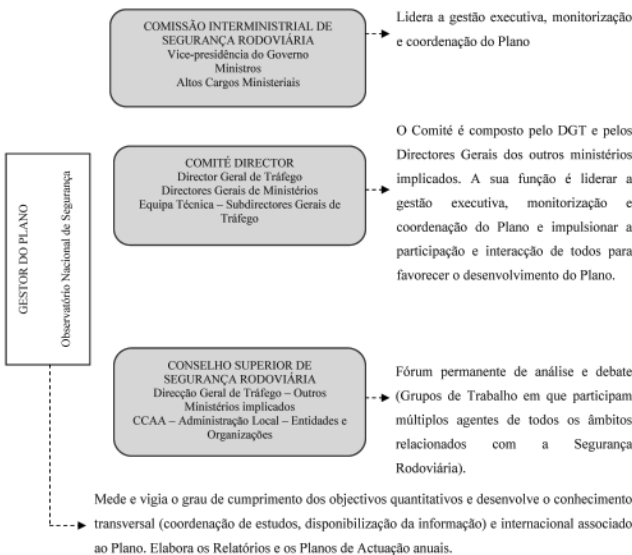 COMISSÃO INTERMINISTRIAL DE
SEGURANÇA RODOVIÁRIA
Vice-presidência do Governo
Ministros
Altos Cargos Ministeriais
Lidera a gestão executiva, monitorização
e coordenação do Plano
GESTOR DO PLANO
Observatório Nacional de Segurança
COMITÉ DIRECTOR
Director Geral de Tráfego
Directores Gerais de Ministérios
Equipa Técnica – Subdirectores Gerais de
Tráfego
O Comité é composto pelo DGT e pelos
Directores Gerais dos outros ministérios
implicados. A sua função é liderar a
gestão executiva, monitorização e
coordenação do Plano e impulsionar a
participação e interacção de todos para
favorecer o desenvolvimento do Plano.
CONSELHO SUPERIOR DE
SEGURANÇA RODOVIÁRIA
Direcção Geral de Tráfego – Outros
Ministérios implicados
CCAA – Administração Local – Entidades e
Organizações
Fórum permanente de análise e debate
(Grupos de Trabalho em que participam
múltiplos agentes de todos os âmbitos
relacionados com a Segurança
Rodoviária).
Mede e vigia o grau de cumprimento dos objectivos quantitativos e desenvolve o conhecimento
transversal (coordenação de estudos, disponibilização da informação) e internacional associado
ao Plano. Elabora os Relatórios e os Planos de Actuação anuais.